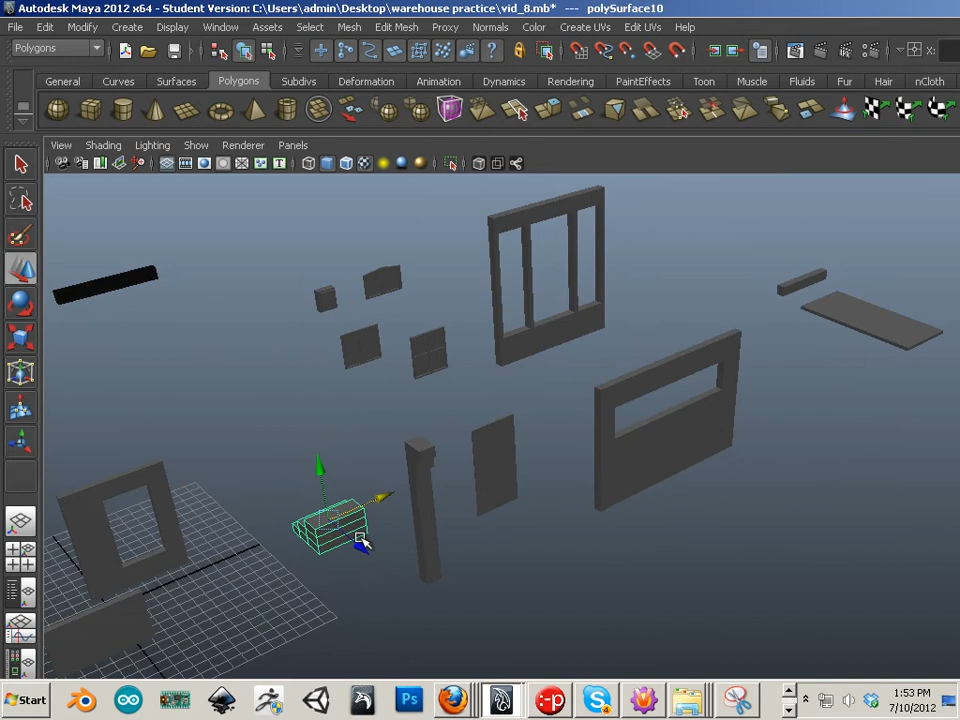 Autodesk Maya 2012 x64 - Student Version: C:\Users\admin\Desktop\warehouse practice\vid_8.mb* --- polySurface10
File Edit Modify Create Display Window Assets Select Mesh Edit Mesh Proxy Normals Color Create UVs Edit UVs Help
Polygons X:
General Curves Surfaces Polygons Subdivs Deformation Animation Dynamics Rendering PaintEffects Toon Muscle Fluids Fur Hair nCloth
View Shading Lighting Show Renderer Panels
Start Ps 1:53 PM
7/10/2012